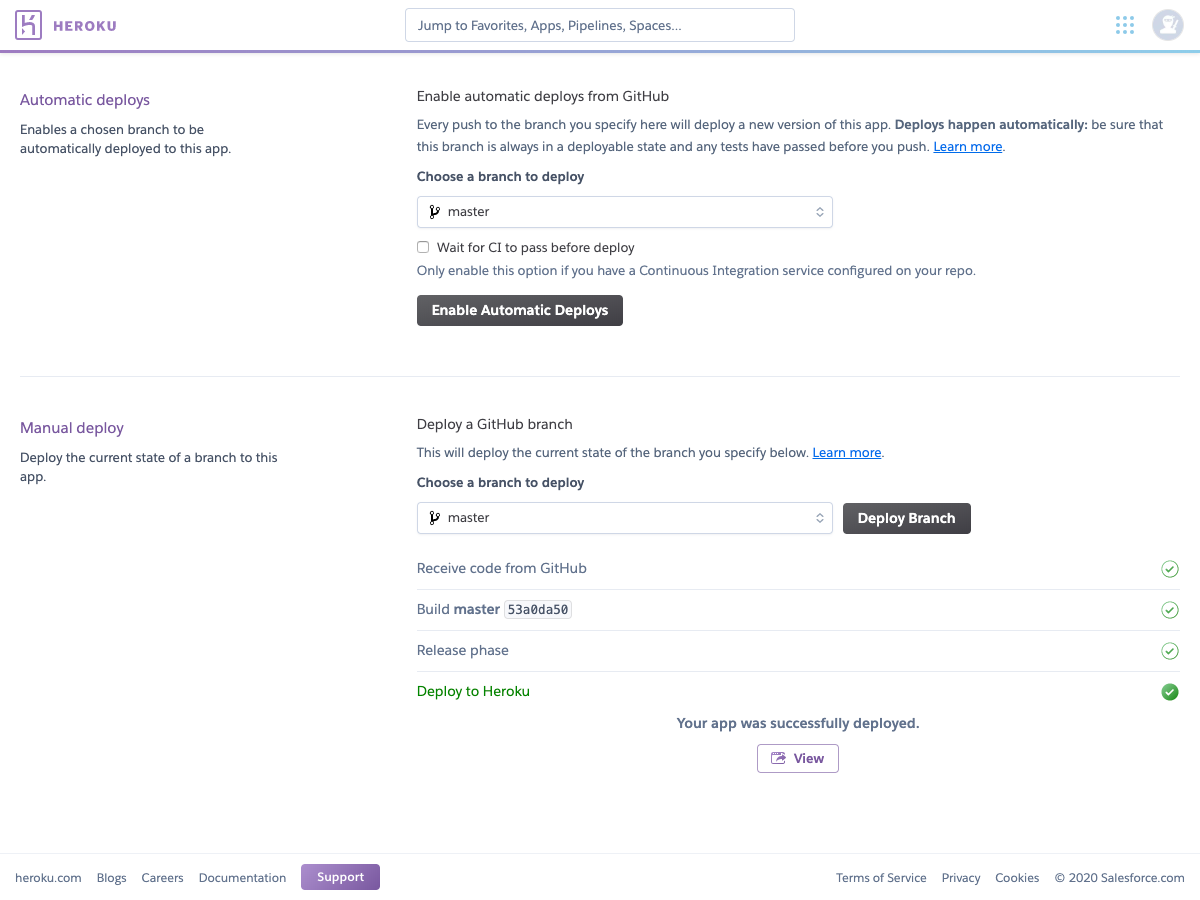 HEROKU
Jump to Favorites, Apps, Pipelines, Spaces...
Automatic deploys
Enables a chosen branch to be
automatically deployed to this app.
Enable automatic deploys from GitHub
Every push to the branch you specify here will deploy a new version of this app. Deploys happen automatically: be sure that
this branch is always in a deployable state and any tests have passed before you push. Learn more.
Choose a branch to deploy
master
Wait for CI to pass before deploy
Only enable this option if you have a Continuous Integration service configured on your repo.
Enable Automatic Deploys
Manual deploy
Deploy the current state of a branch to this
app.
Deploy a GitHub branch
This will deploy the current state of the branch you specify below. Learn more.
Choose a branch to deploy
master
Deploy Branch
Receive code from GitHub
Build master 53a0da50
Release phase
Deploy to Heroku
Your app was successfully deployed.
View
heroku.com Blogs Careers Documentation Support Terms of Service Privacy Cookies © 2020 Salesforce.com